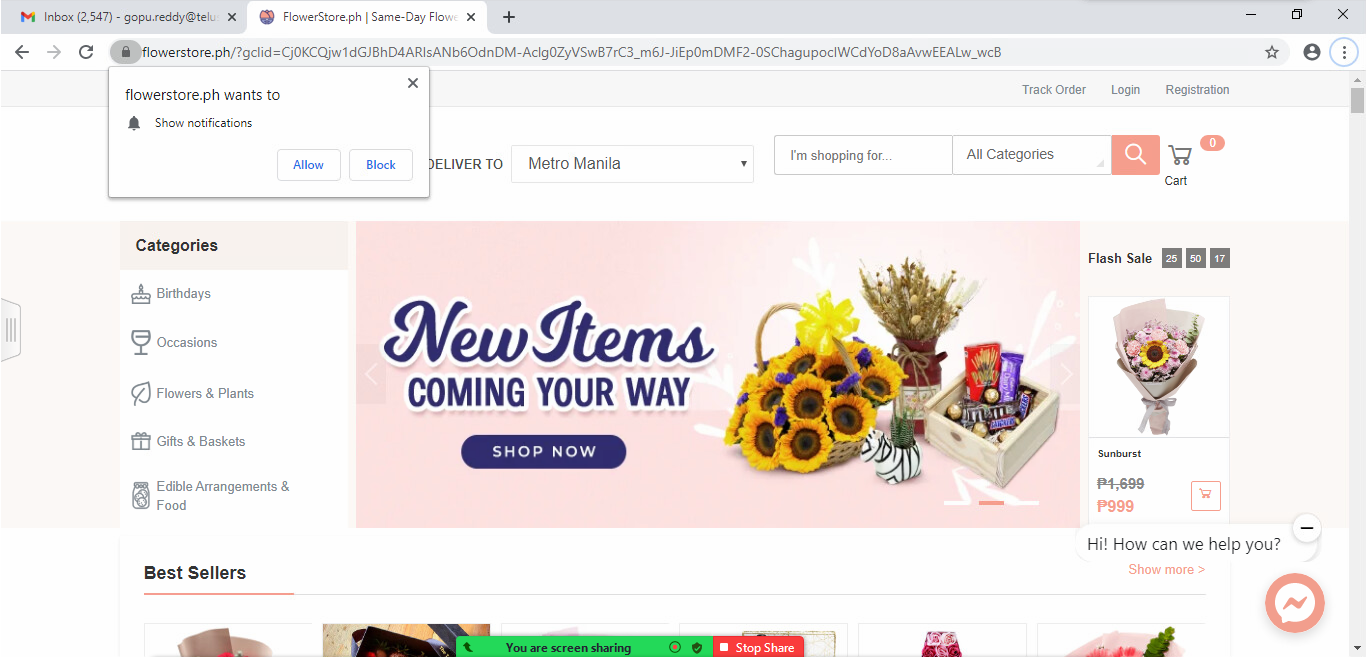 Inbox (2,547) - gopu.reddy@telu
FlowerStore.ph | Same-Day Flowe
flowerstore.ph/?gclid=Cj0KCQjw1dGJBhD4ARIsANb6OdnDM-AcIg0ZyVSwB7rC3_m6J-JiEp0mDMF2-0SChagupocIWCdYoD8aAvwEEALw_wcB
flowerstore.ph wants to
Show notifications
Allow Block
Track Order Login Registration
DELIVER TO Metro Manila
I'm shopping for... All Categories
0
Cart
Categories
Birthdays
Occasions
Flowers & Plants
Gifts & Baskets
Edible Arrangements &
Food
New Items
COMING YOUR WAY
SHOP NOW
Flash Sale 25 50 17
Sunburst
₱1,699
₱999
Hi! How can we help you?
Best Sellers
Show more >
You are screen sharing Stop Share